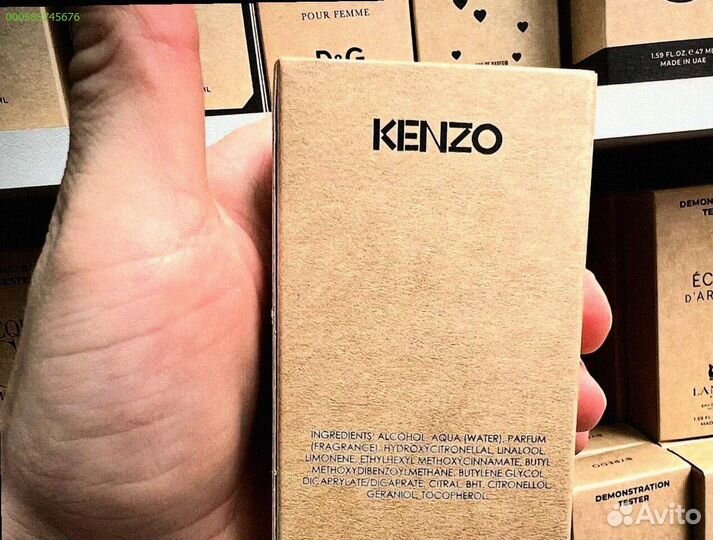 000588745676
POUR FEMME
D&G
1.59 FL.OZ. e 47 ML
MADE IN UAE
KENZO
DEMONSTRATION
TESTER
INGREDIENTS: ALCOHOL, AQUA (WATER), PARFUM
(FRAGRANCE), HYDROXYCITRONELLAL, LINALOOL,
LIMONENE, ETHYLHEXYL METHOXYCINNAMATE, BUTYL
METHOXYDIBENZOYLMETHANE, BUTYLENE GLYCOL
DICAPRYLATE/DICAPRATE, CITRAL, BHT, CITRONELLOL,
GERANIOL, TOCOPHEROL.
DEMONSTRATION
TESTER
Avito